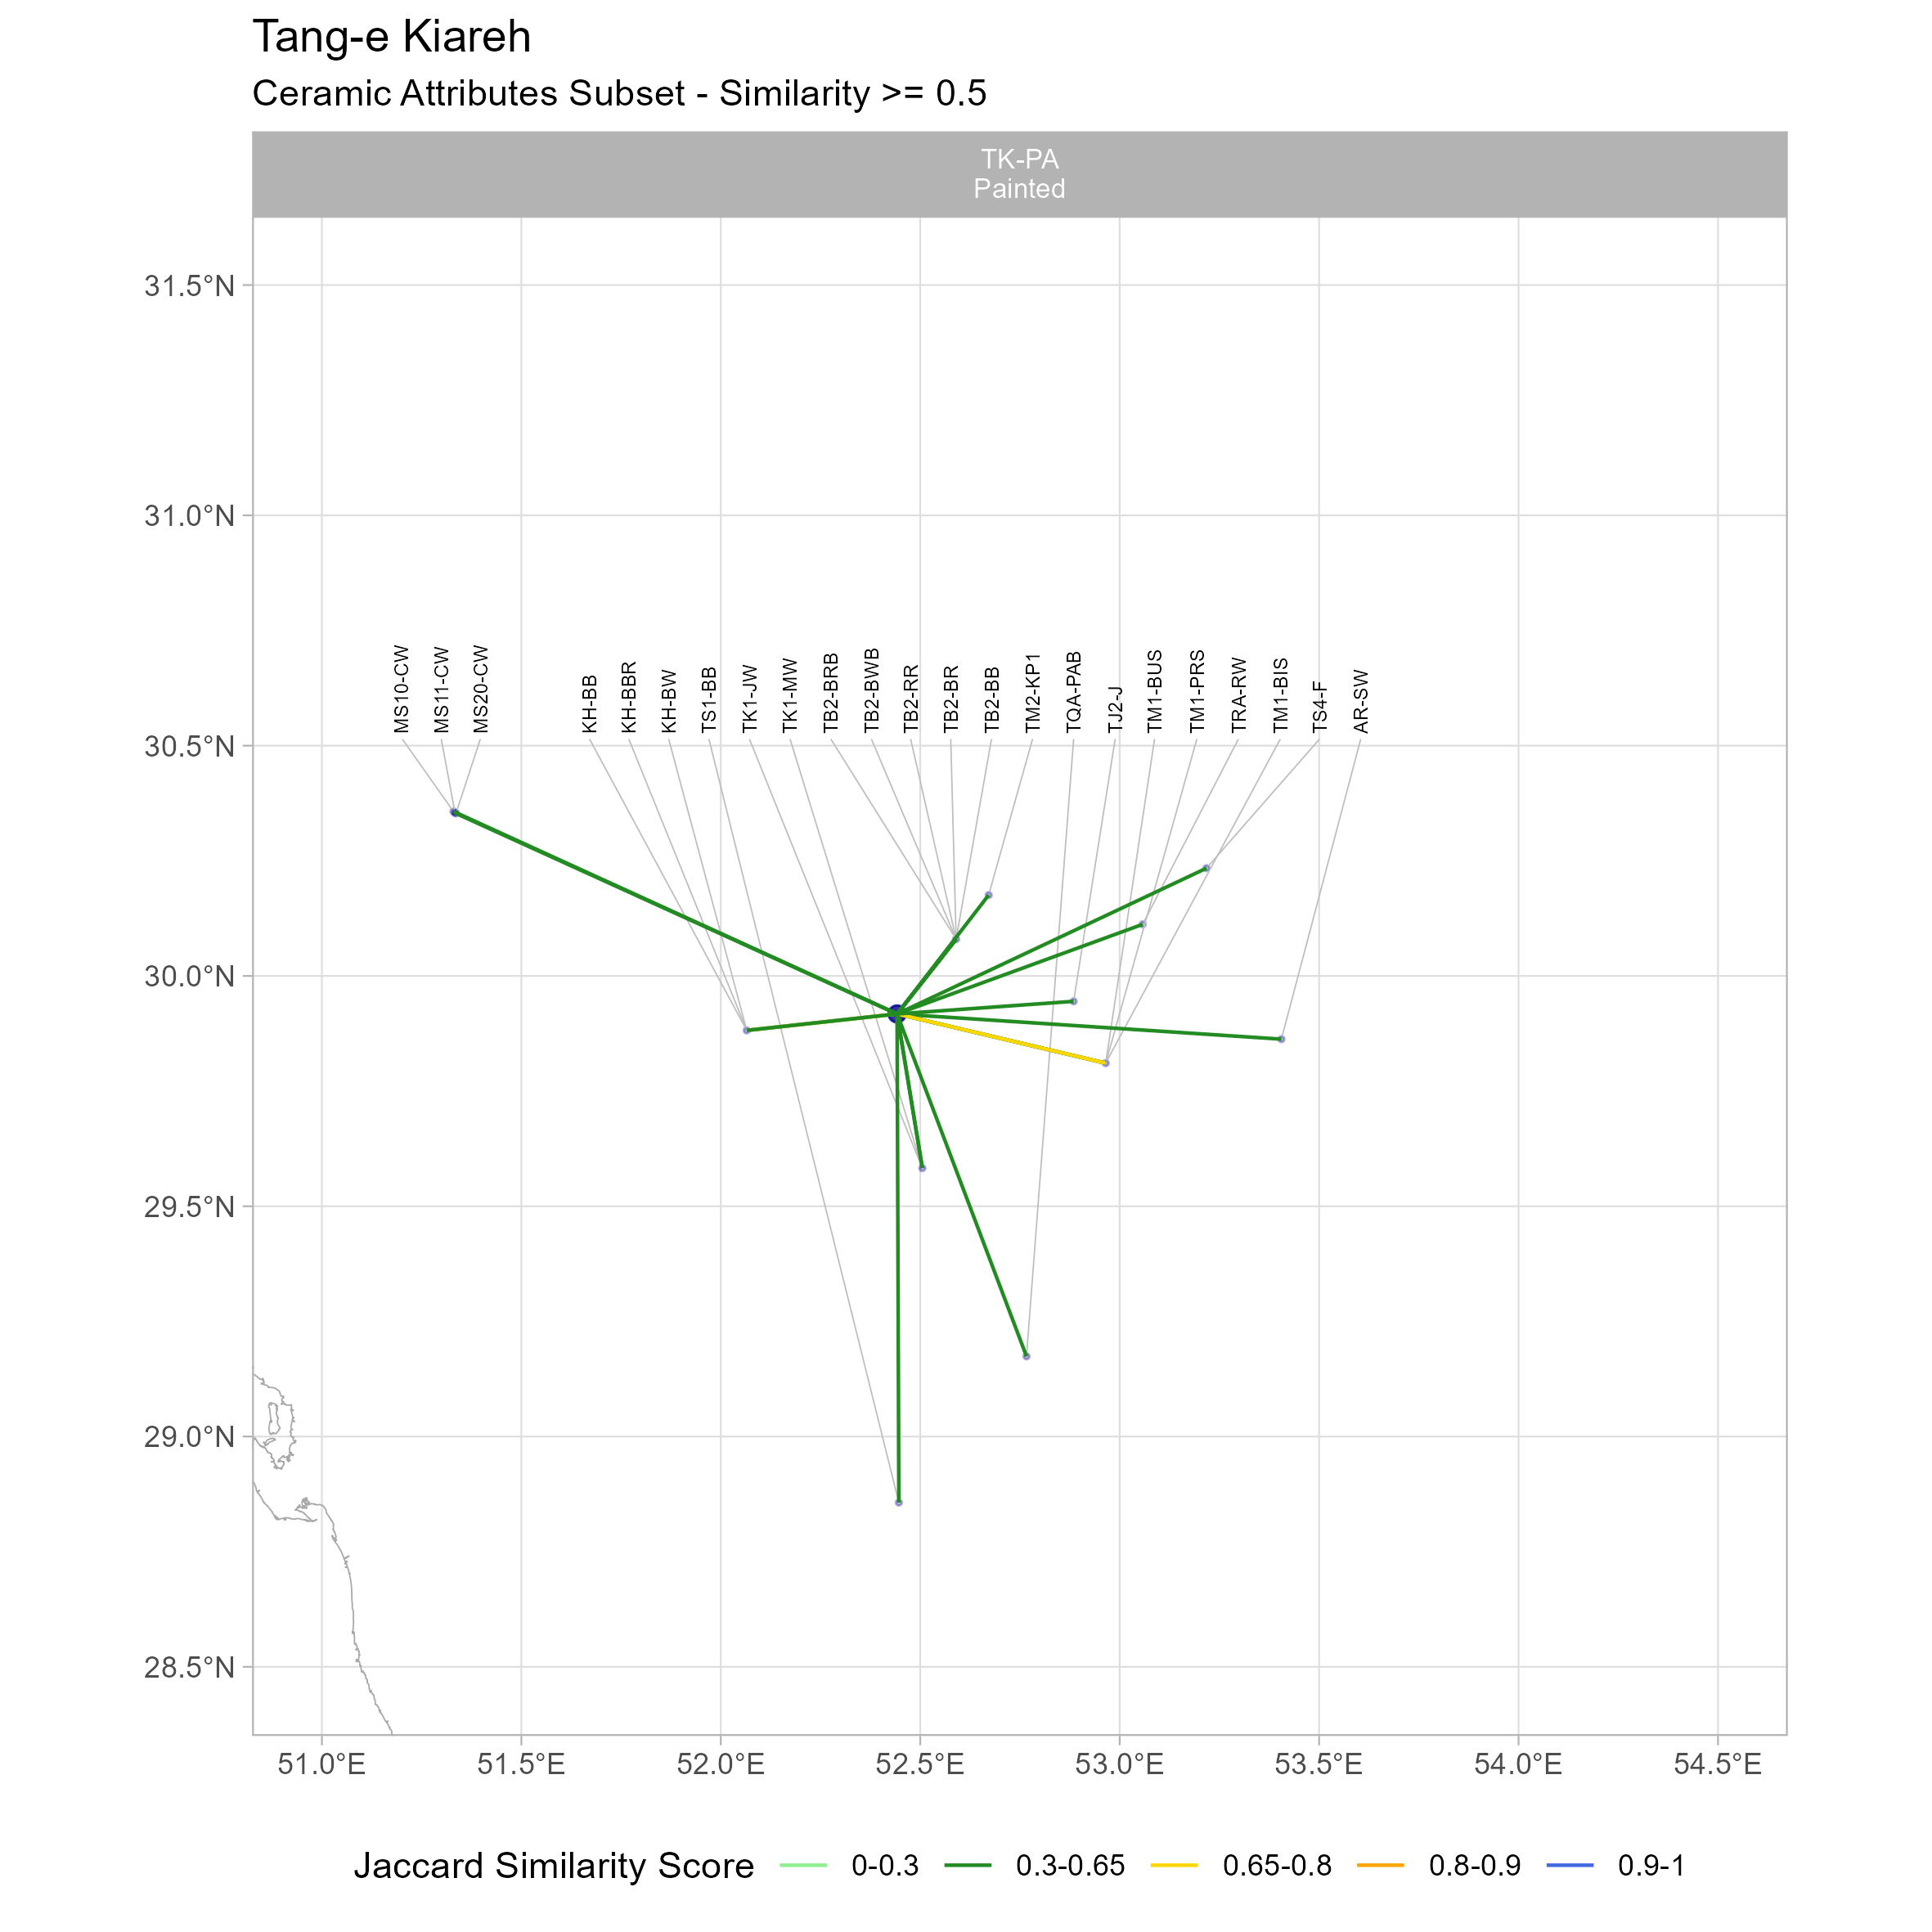 Tang-e Kiareh
Ceramic Attributes Subset - Similarity >= 0.5
TK-PA
Painted
31.5°N
31.0°N
30.5°N
30.0°N
29.5°N
29.0°N
28.5°N
MS10-CW
MS11-CW
MS20-CW
KH-BB
KH-BBR
KH-BW
TS1-BB
TK1-JW
TK1-MW
TB2-BRB
TB2-BWB
TB2-RR
TB2-BR
TB2-BB
TM2-KP1
TQA-PAB
TJ2-J
TM1-BUS
TM1-PRS
TRA-RW
TM1-BIS
TS4-F
AR-SW
51.0°E 51.5°E 52.0°E 52.5°E 53.0°E 53.5°E 54.0°E 54.5°E
Jaccard Similarity Score 0-0.3 0.3-0.65 0.65-0.8 0.8-0.9 0.9-1